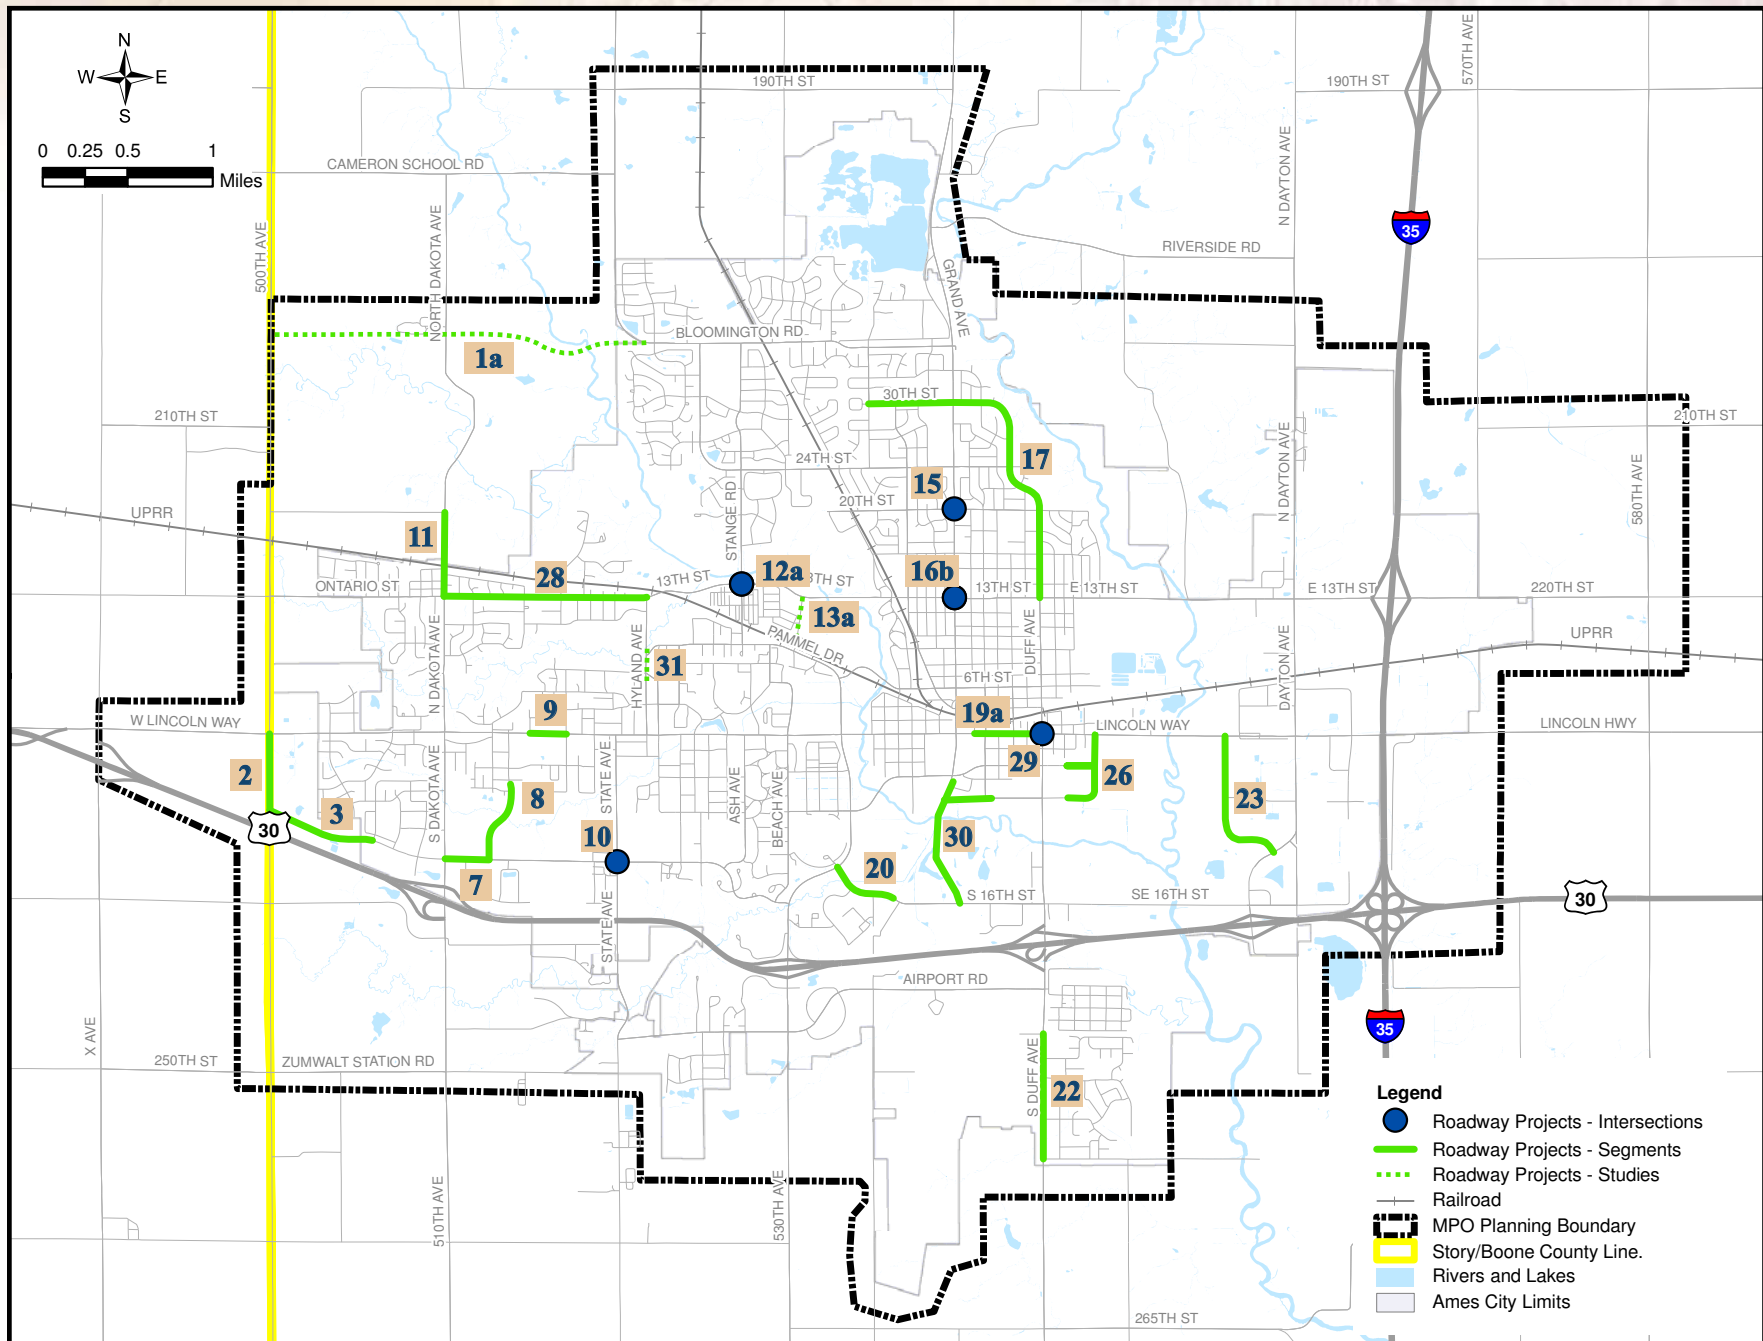 N
W E
S
0 0.25 0.5 1
Miles
190TH ST
190TH ST
570TH AVE
CAMERON SCHOOL RD
500TH AVE
NORTH DAKOTA AVE
N DAYTON AVE
35
RIVERSIDE RD
GRAND AVE
BLOOMINGTON RD
1a
30TH ST
210TH ST
210TH ST
24TH ST
17
15
20TH ST
STANGE RD
N DAYTON AVE
580TH AVE
UPRR
11
28
ONTARIO ST
13TH ST
12a
3TH ST
16b
13TH ST
E 13TH ST
E 13TH ST
220TH ST
13a
PAMMEL DR
UPRR
N DAKOTA AVE
HYLAND AVE
31
DUFF AVE
DAYTON AVE
6TH ST
9
19a
W LINCOLN WAY
LINCOLN WAY
LINCOLN HWY
2
29
26
23
8
S DAKOTA AVE
STATE AVE
ASH AVE
BEACH AVE
3
30
10
30
20
7
S 16TH ST
SE 16TH ST
30
STATE AVE
AIRPORT RD
35
X AVE
250TH ST
ZUMWALT STATION RD
S DUFF AVE
22
510TH AVE
530TH AVE
265TH ST
Legend
Roadway Projects - Intersections
Roadway Projects - Segments
Roadway Projects - Studies
Railroad
MPO Planning Boundary
Story/Boone County Line.
Rivers and Lakes
Ames City Limits